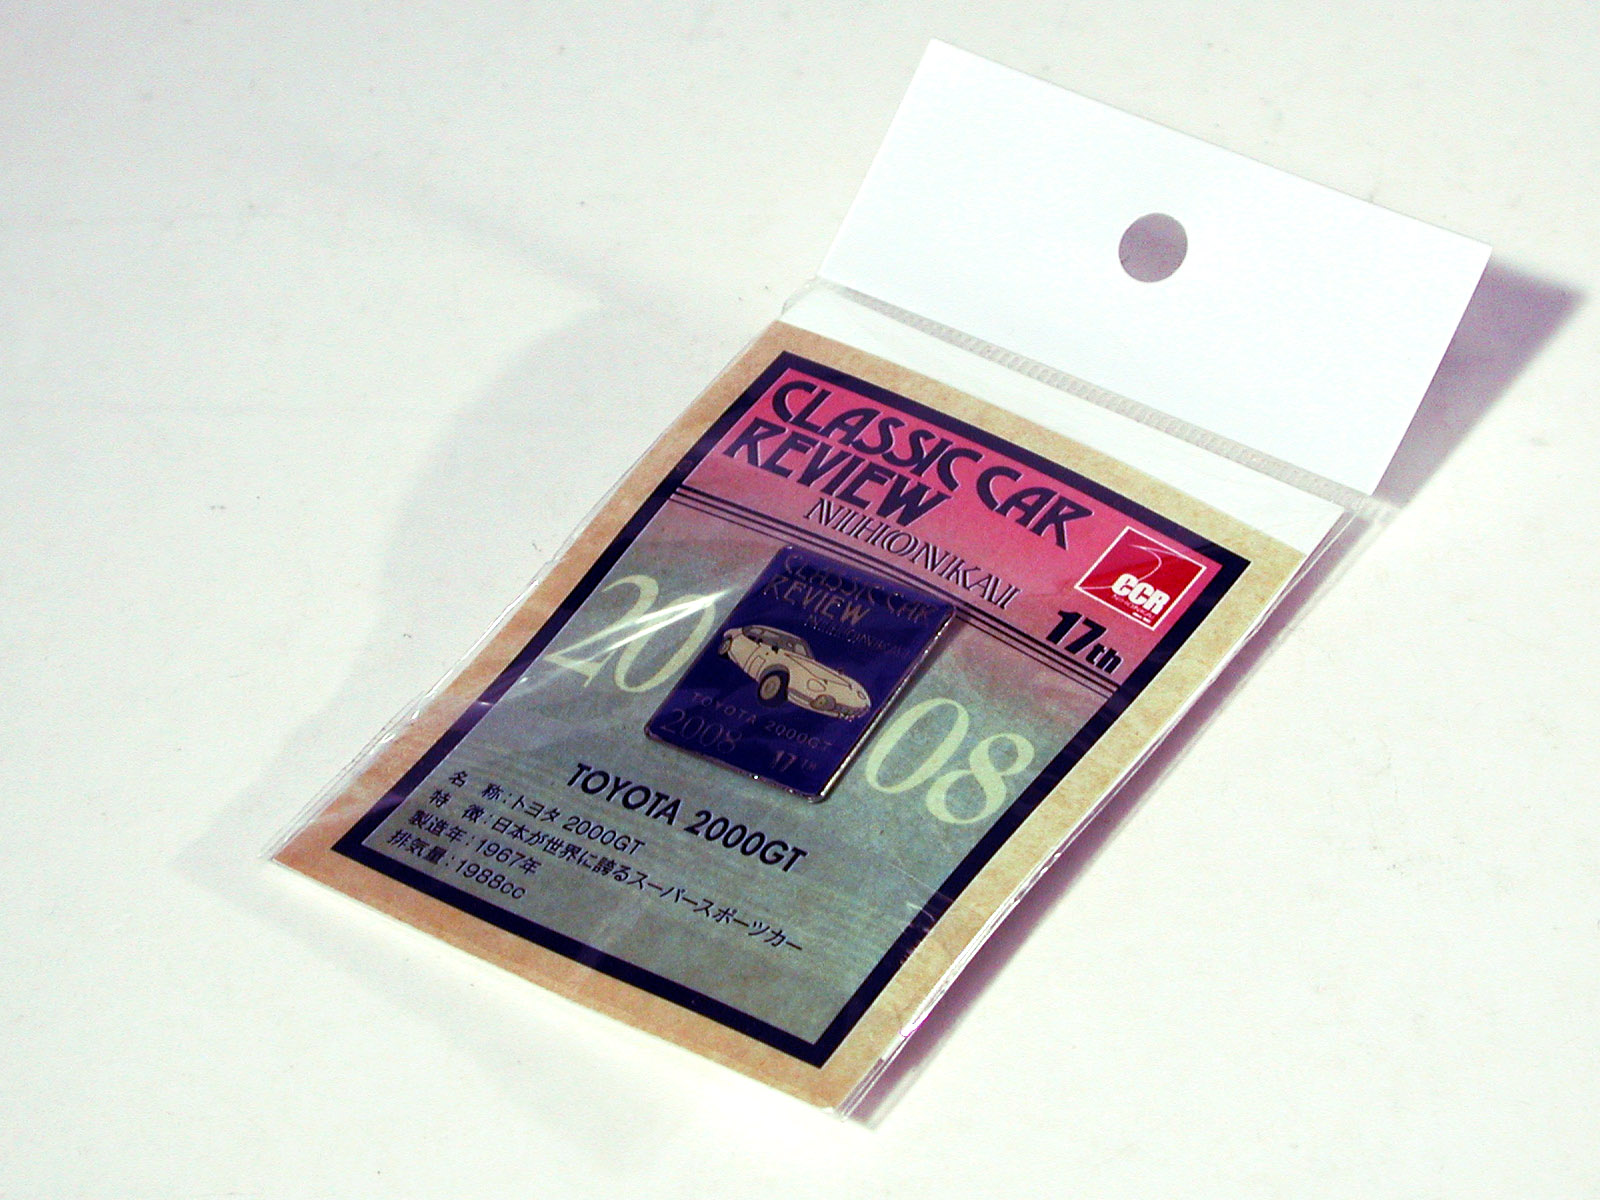 CLASSIC CAR
REVIEW
NIHONKAI
CCR
17th
2008
CLASSIC CAR
REVIEW
NIHONKAI
TOYOTA 2000GT
2008
17TH
TOYOTA 2000GT
名 称：トヨタ 2000GT
特 徴：日本が世界に誇るスーパースポーツカー
製造年：1967年
排気量：1988cc